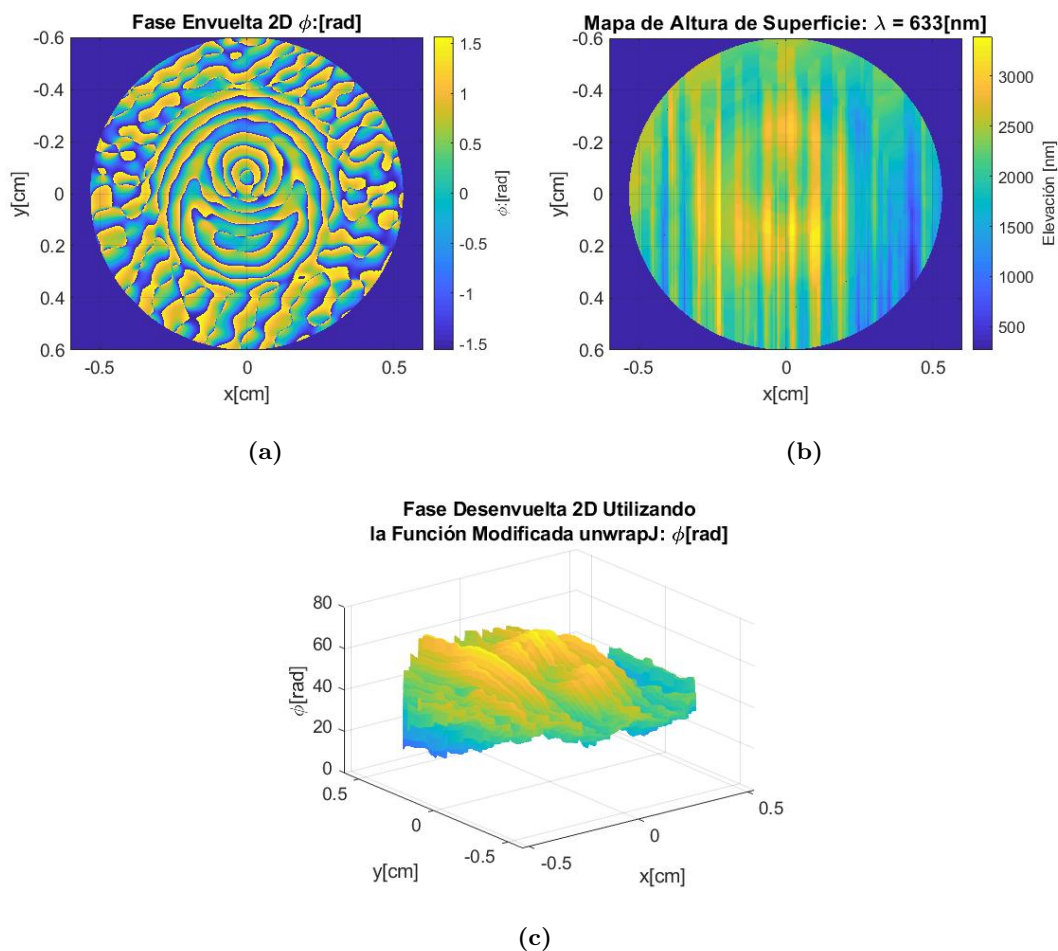 Fase Envuelta 2D ϕ:[rad]
-0.6
-0.4
-0.2
0
0.2
0.4
0.6
y[cm]
-0.5
0
0.5
x[cm]
1.5
1
0.5
0
-0.5
-1
-1.5
ϕ:[rad]
(a)
Mapa de Altura de Superficie: λ = 633[nm]
-0.6
-0.4
-0.2
0
0.2
0.4
0.6
y[cm]
-0.5
0
0.5
x[cm]
3000
2500
2000
1500
1000
500
Elevación [nm]
(b)
Fase Desenvuelta 2D Utilizando
la Función Modificada unwrapJ: ϕ[rad]
80
60
40
20
0
ϕ[rad]
0.5
0
-0.5
y[cm]
-0.5
0
0.5
x[cm]
(c)